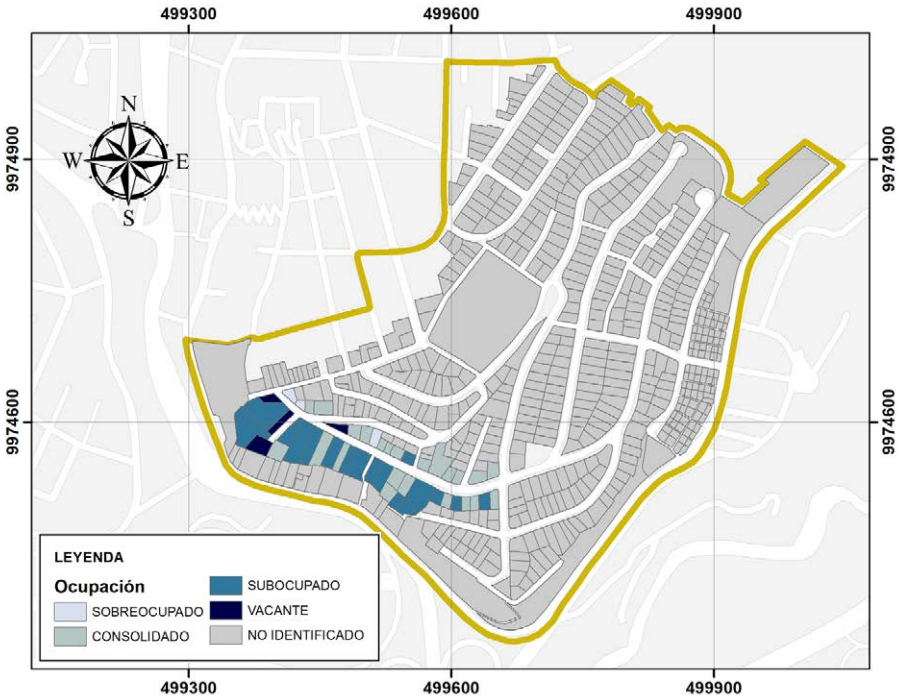 499300 499600 499900
N
W E
S
9974900 9974900
9974600 9974600
LEYENDA
Ocupación
SOBREOCUPADO
CONSOLIDADO
SUBOCUPADO
VACANTE
NO IDENTIFICADO
499300 499600 499900